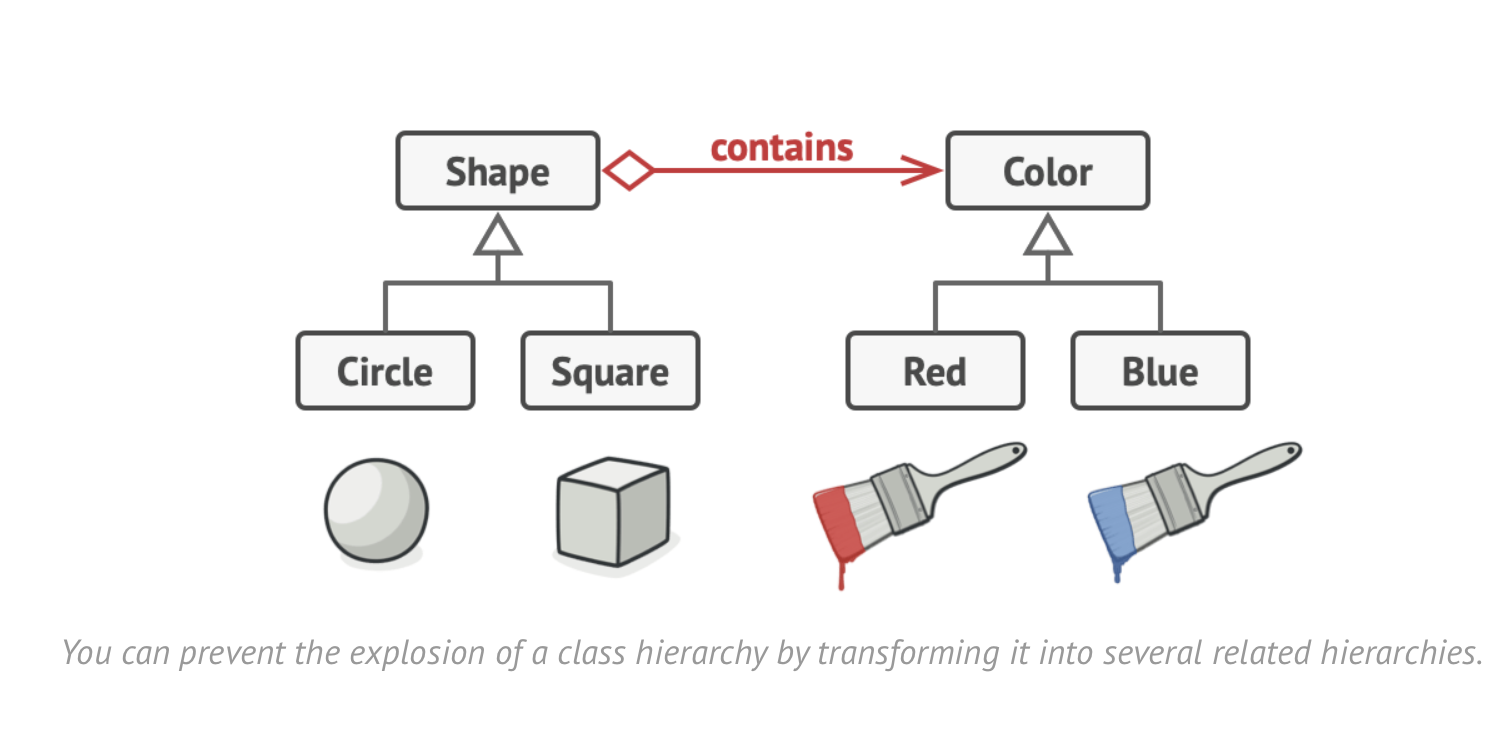 contains
Shape
Color
Circle
Square
Red
Blue
You can prevent the explosion of a class hierarchy by transforming it into several related hierarchies.